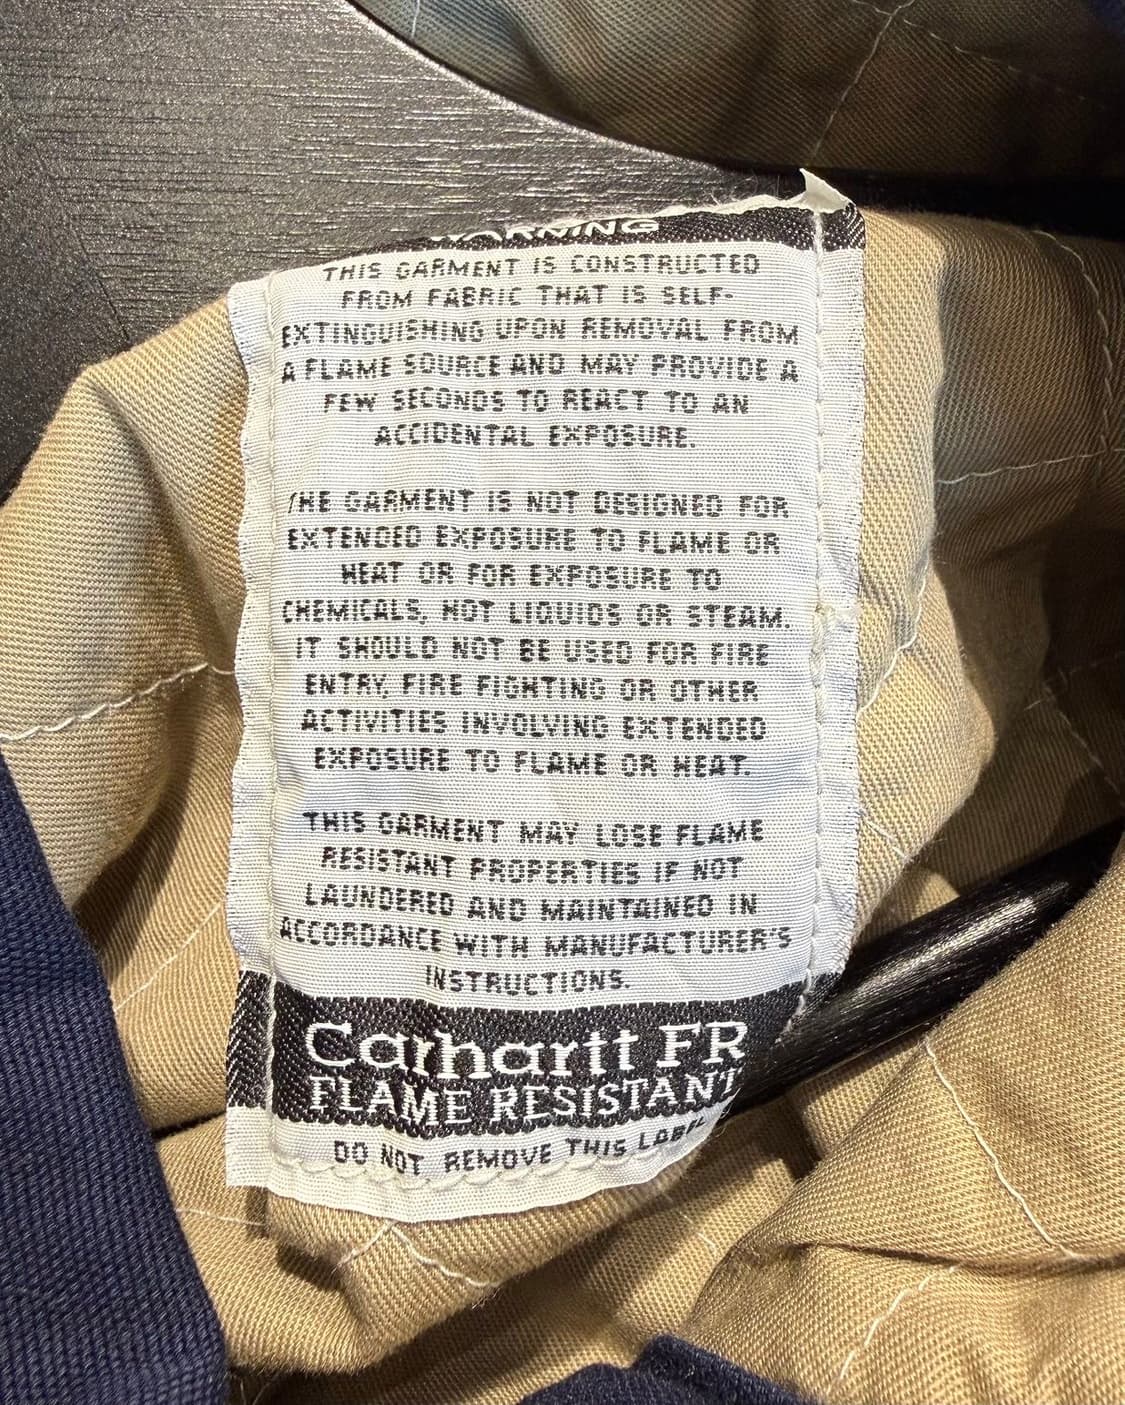 WARNING
THIS GARMENT IS CONSTRUCTED
FROM FABRIC THAT IS SELF-
EXTINGUISHING UPON REMOVAL FROM
A FLAME SOURCE AND MAY PROVIDE A
FEW SECONDS TO REACT TO AN
ACCIDENTAL EXPOSURE.
THE GARMENT IS NOT DESIGNED FOR
EXTENDED EXPOSURE TO FLAME OR
HEAT OR FOR EXPOSURE TO
CHEMICALS, HOT LIQUIDS OR STEAM.
IT SHOULD NOT BE USED FOR FIRE
ENTRY, FIRE FIGHTING OR OTHER
ACTIVITIES INVOLVING EXTENDED
EXPOSURE TO FLAME OR HEAT.
THIS GARMENT MAY LOSE FLAME
RESISTANT PROPERTIES IF NOT
LAUNDERED AND MAINTAINED IN
ACCORDANCE WITH MANUFACTURER'S
INSTRUCTIONS.
Carhartt FR
FLAME RESISTANT
DO NOT REMOVE THIS LABEL